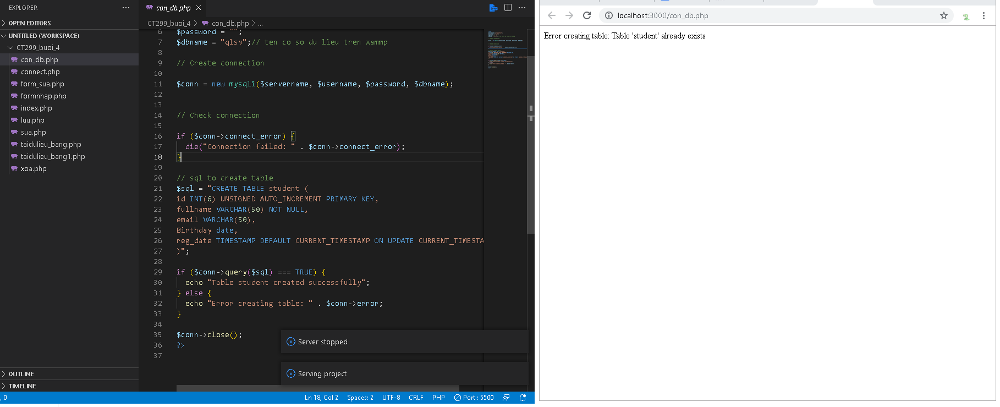 EXPLORER
OPEN EDITORS
UNTITLED (WORKSPACE)
CT299_buoi_4
con_db.php
connect.php
form_sua.php
formnhap.php
index.php
luu.php
sua.php
taidulieu_bang.php
taidulieu_bang1.php
xoa.php
OUTLINE
TIMELINE
con_db.php
CT299_buoi_4 > con_db.php > ...
6 $password = "";
7 $dbname = "qlsv";// ten co so du lieu tren xammp
8
9 // Create connection
10
11 $conn = new mysqli($servername, $username, $password, $dbname);
12
13
14 // Check connection
15
16 if ($conn->connect_error) {
17 die("Connection failed: " . $conn->connect_error);
18 }
19
20 // sql to create table
21 $sql = "CREATE TABLE student (
22 id INT(6) UNSIGNED AUTO_INCREMENT PRIMARY KEY,
23 fullname VARCHAR(50) NOT NULL,
24 email VARCHAR(50),
25 Birthday date,
26 reg_date TIMESTAMP DEFAULT CURRENT_TIMESTAMP ON UPDATE CURRENT_TIMESTA
27 )";
28
29 if ($conn->query($sql) === TRUE) {
30 echo "Table student created successfully";
31 } else {
32 echo "Error creating table: " . $conn->error;
33 }
34
35 $conn->close();
36 ?>
37
Server stopped
Serving project
0 Ln 18, Col 2 Spaces: 2 UTF-8 CRLF PHP Port : 5500
localhost:3000/con_db.php
Error creating table: Table 'student' already exists